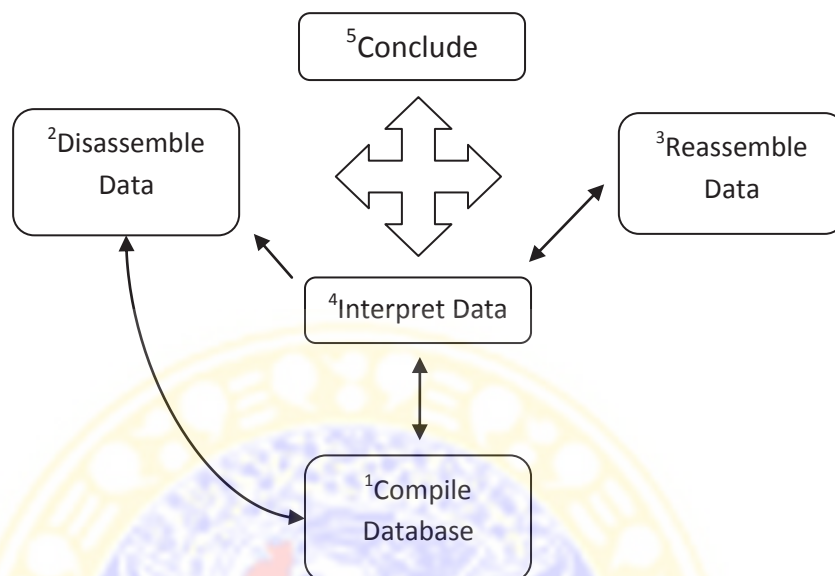 ⁵Conclude
²Disassemble
Data
³Reassemble
Data
⁴Interpret Data
¹Compile
Database